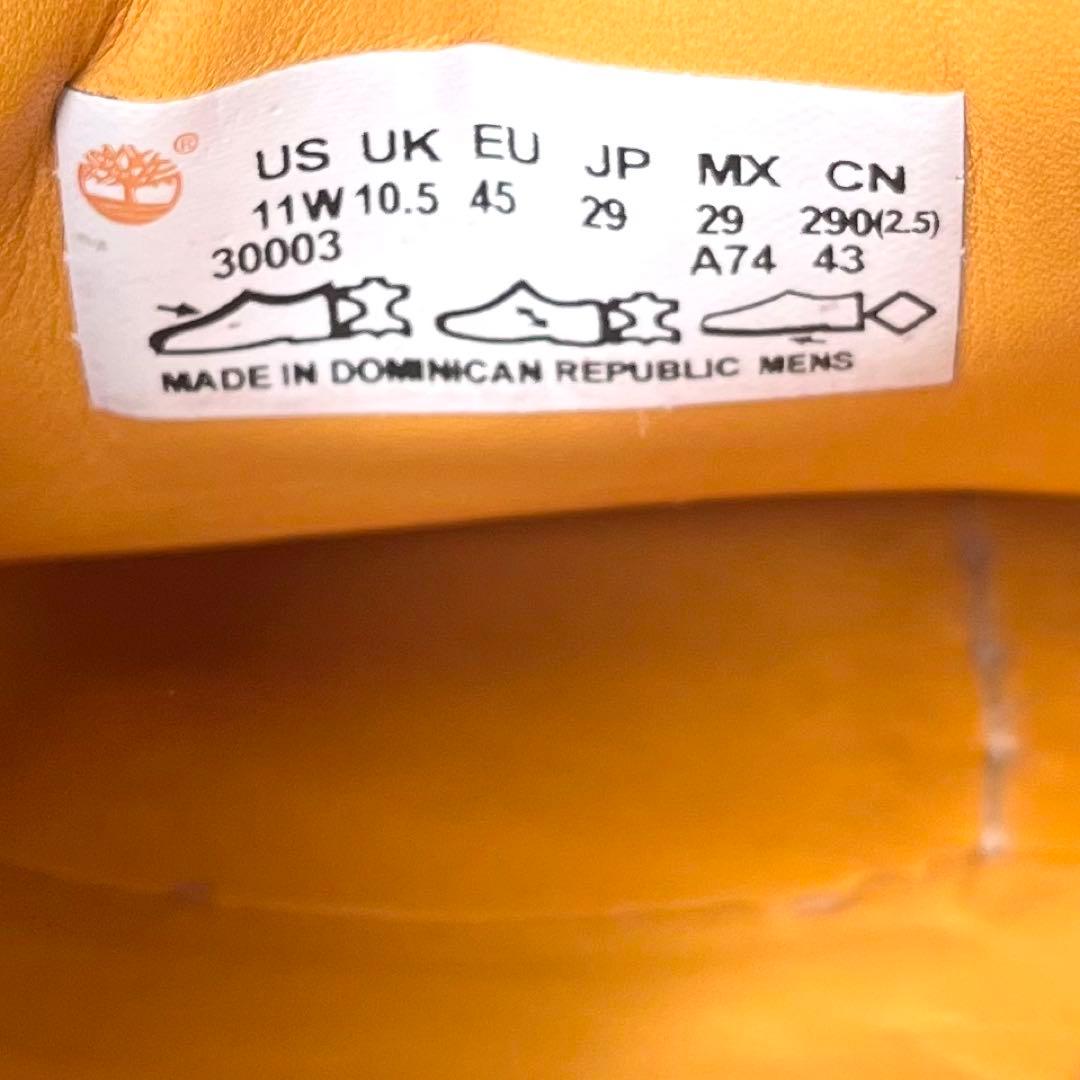 ®
US UK EU JP MX CN
11W 10.5 45 29 29 290(2.5)
30003 A74 43
MADE IN DOMINICAN REPUBLIC MENS